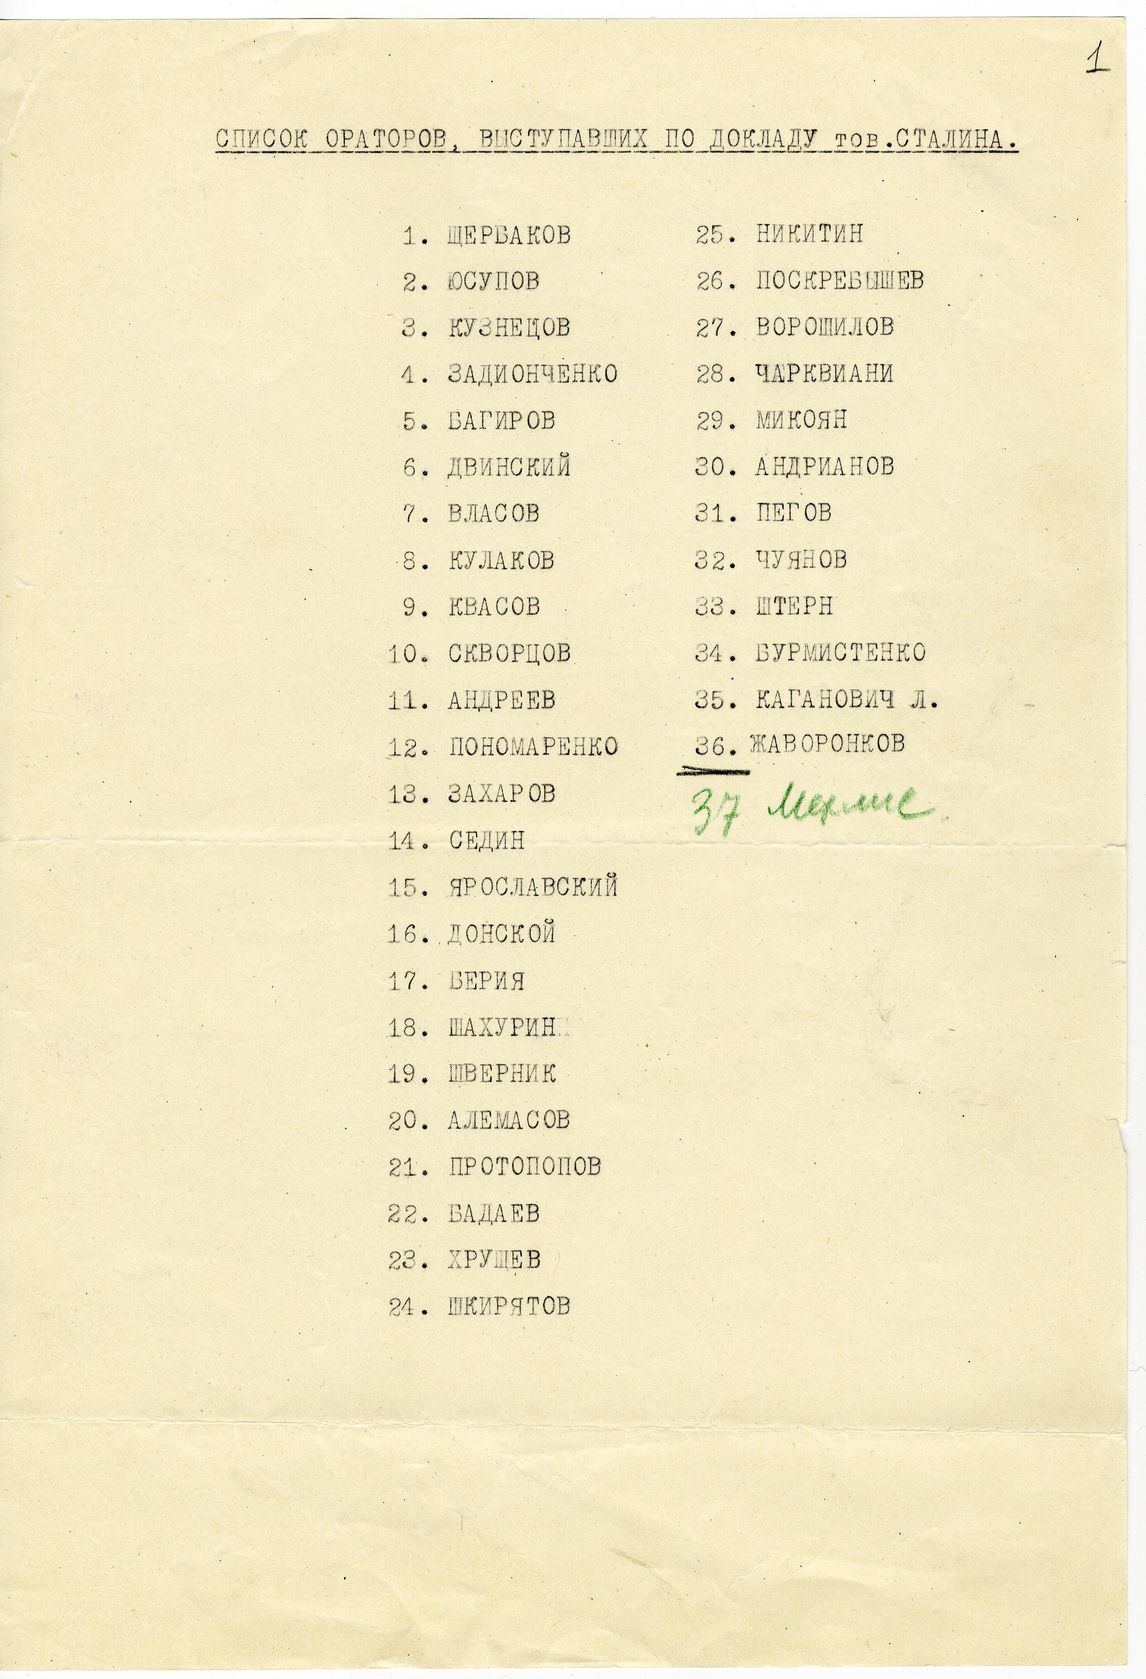 1
СПИСОК ОРАТОРОВ, ВЫСТУПАВШИХ ПО ДОКЛАДУ тов.СТАЛИНА.
1. ЩЕРБАКОВ
2. ЮСУПОВ
3. КУЗНЕЦОВ
4. ЗАДИОНЧЕНКО
5. БАГИРОВ
6. ДВИНСКИЙ
7. ВЛАСОВ
8. КУЛАКОВ
9. КВАСОВ
10. СКВОРЦОВ
11. АНДРЕЕВ
12. ПОНОМАРЕНКО
13. ЗАХАРОВ
14. СЕДИН
15. ЯРОСЛАВСКИЙ
16. ДОНСКОЙ
17. БЕРИЯ
18. ШАХУРИН
19. ШВЕРНИК
20. АЛЕМАСОВ
21. ПРОТОПОПОВ
22. БАДАЕВ
23. ХРУЩЕВ
24. ШКИРЯТОВ
25. НИКИТИН
26. ПОСКРЕБЫШЕВ
27. ВОРОШИЛОВ
28. ЧАРКВИАНИ
29. МИКОЯН
30. АНДРИАНОВ
31. ПЕГОВ
32. ЧУЯНОВ
33. ШТЕРН
34. БУРМИСТЕНКО
35. КАГАНОВИЧ Л.
36. ЖАВОРОНКОВ
37 Мехлис